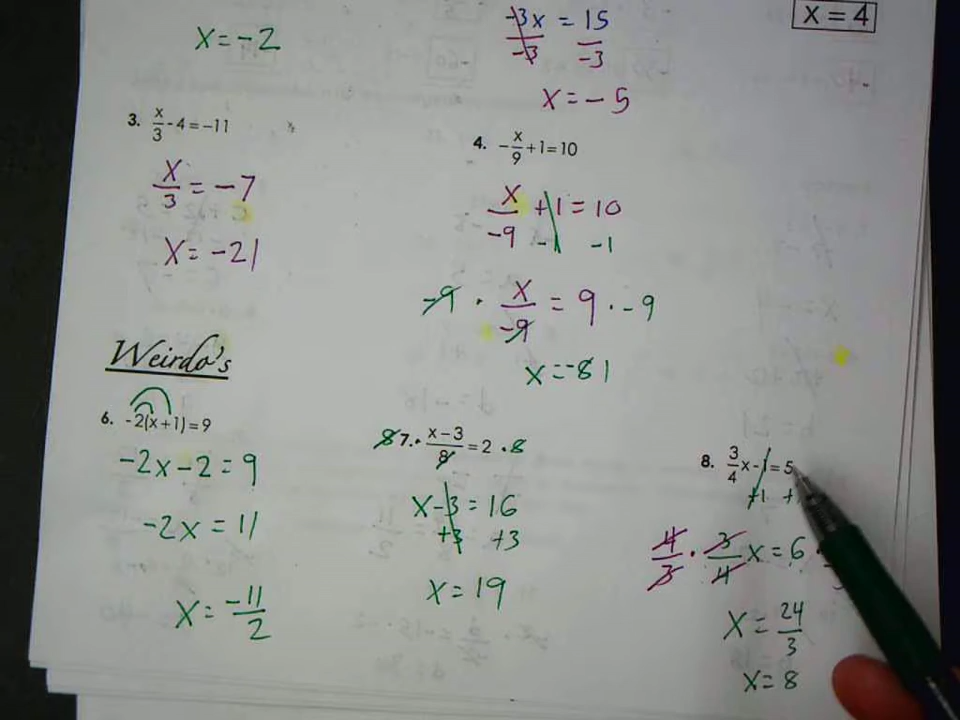 x = -2
-3x = 15
-3 -3
x = -5
x = 4
3. x/3 - 4 = -11
x/3 = -7
x = -21
4. -x/9 + 1 = 10
x/-9 + 1 = 10
-1 -1
-9 · x/-9 = 9 · -9
x = -81
Weirdo's
6. -2(x + 1) = 9
-2x - 2 = 9
-2x = 11
x = -11/2
8 7. · x-3/8 = 2 · 8
x - 3 = 16
+3 +3
x = 19
8. 3/4 x - 1 = 5
+1 +
4/3 · 3/4 x = 6 ·
x = 24/3
x = 8